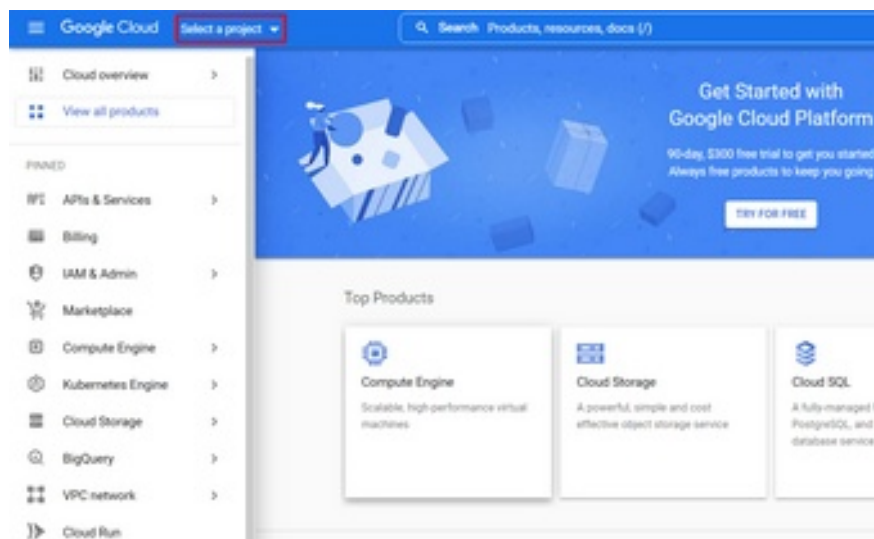 Google Cloud
Select a project
Search Products, resources, docs (/)
Cloud overview
View all products
PINNED
APIs & Services
Billing
IAM & Admin
Marketplace
Compute Engine
Kubernetes Engine
Cloud Storage
BigQuery
VPC network
Cloud Run
Get Started with
Google Cloud Platform
90-day, $300 free trial to get you started
Always free products to keep you going
TRY FOR FREE
Top Products
Compute Engine
Scalable, high-performance virtual
machines
Cloud Storage
A powerful, simple and cost
effective object storage service
Cloud SQL
A fully-managed
PostgreSQL, and
database service